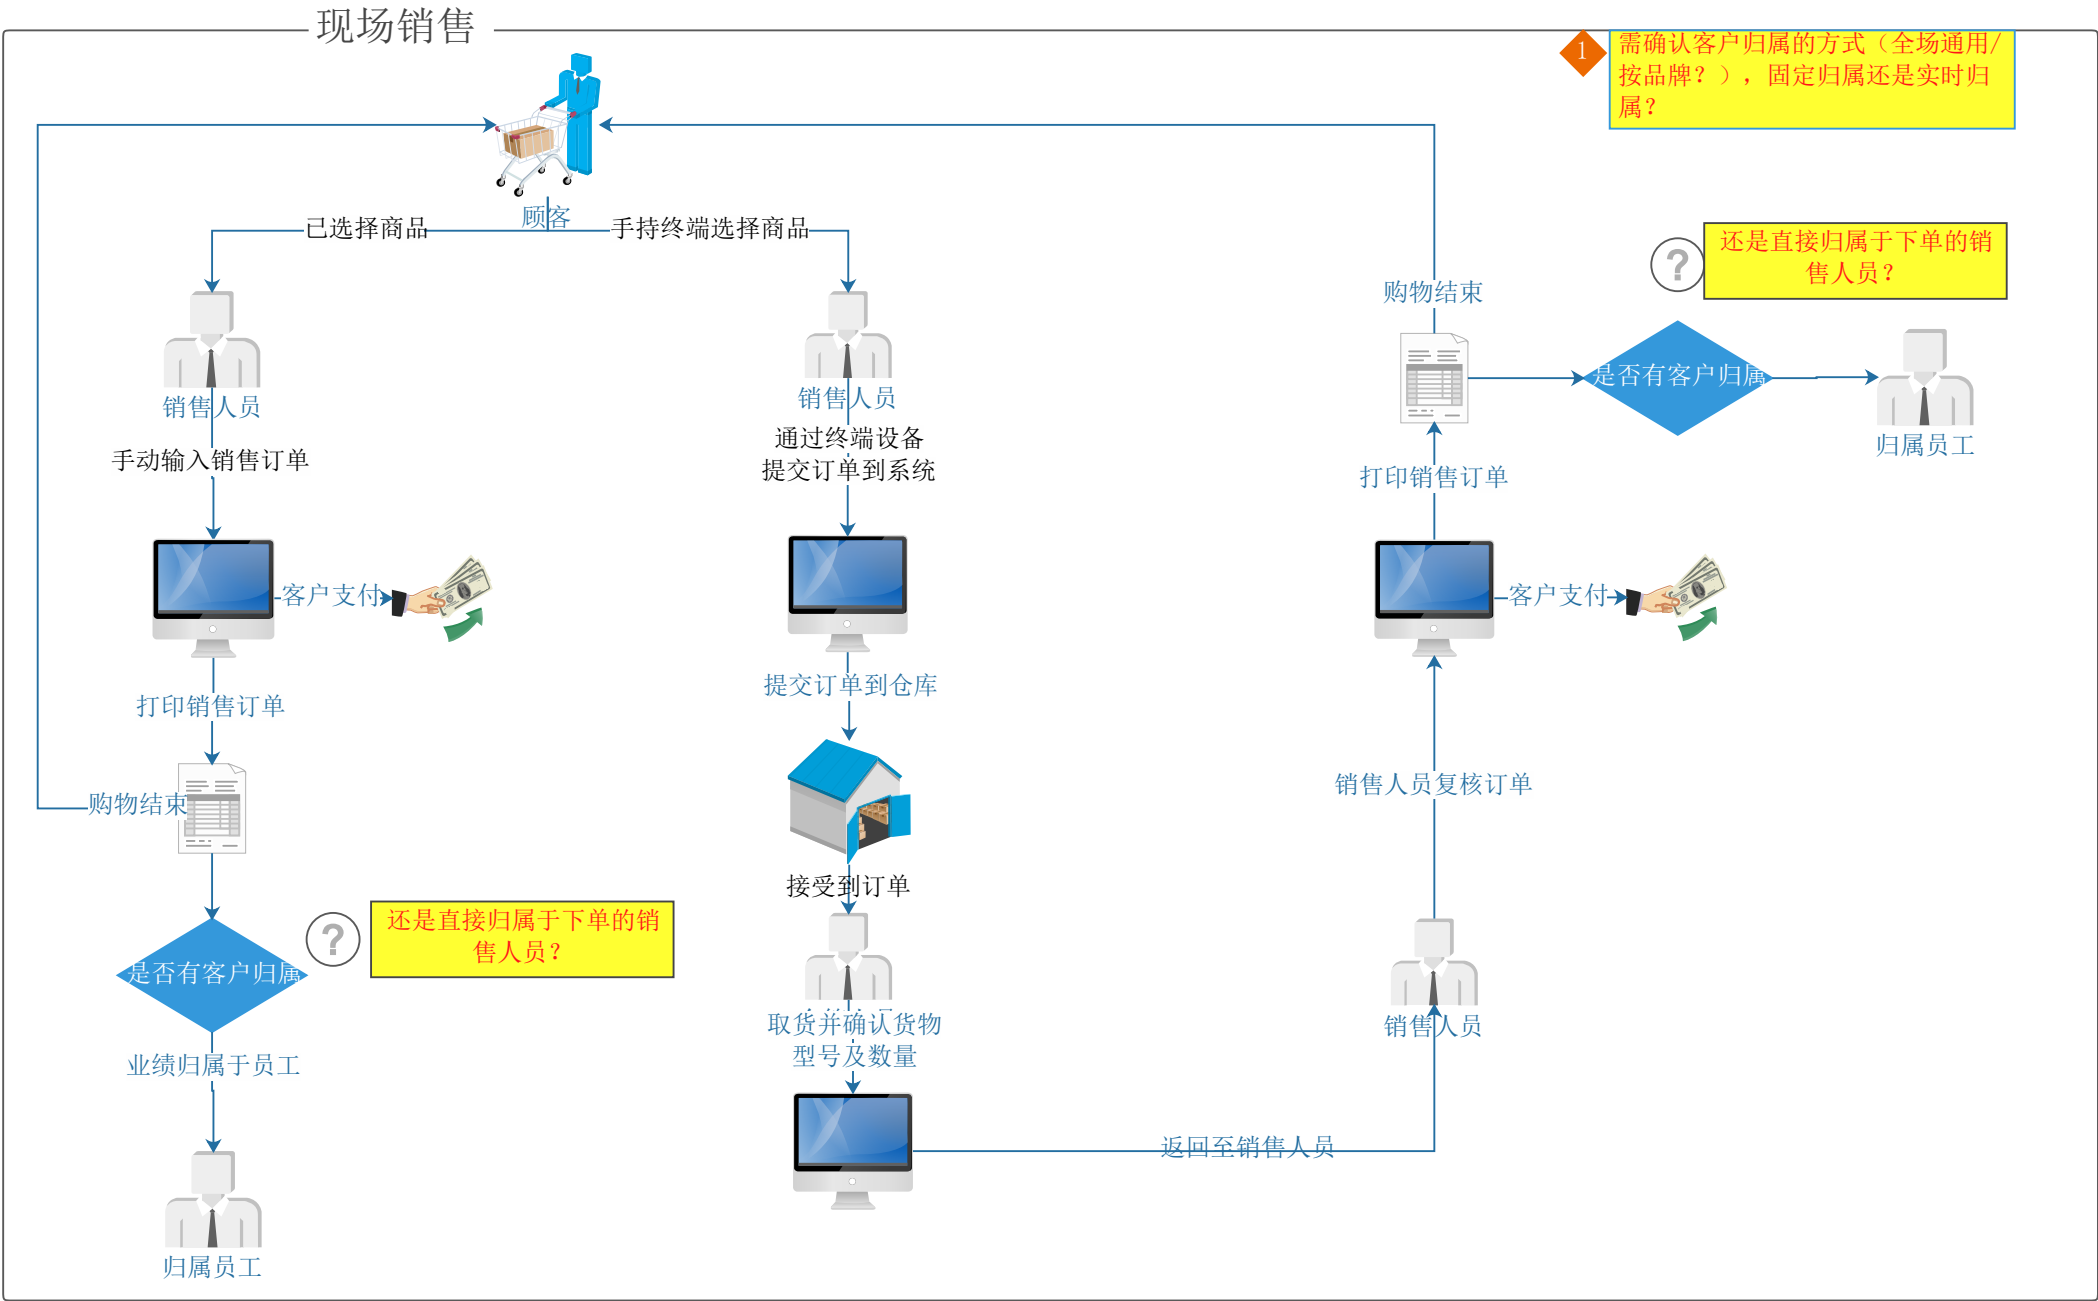 现场销售
1
需确认客户归属的方式（全场通用/
按品牌？），固定归属还是实时归
属？
顾客
已选择商品
手持终端选择商品
还是直接归属于下单的销
售人员？
购物结束
是否有客户归属
归属员工
销售人员
销售人员
手动输入销售订单
通过终端设备
提交订单到系统
打印销售订单
客户支付
客户支付
打印销售订单
提交订单到仓库
购物结束
销售人员复核订单
接受到订单
还是直接归属于下单的销
售人员？
是否有客户归属
取货并确认货物
型号及数量
销售人员
业绩归属于员工
返回至销售人员
归属员工